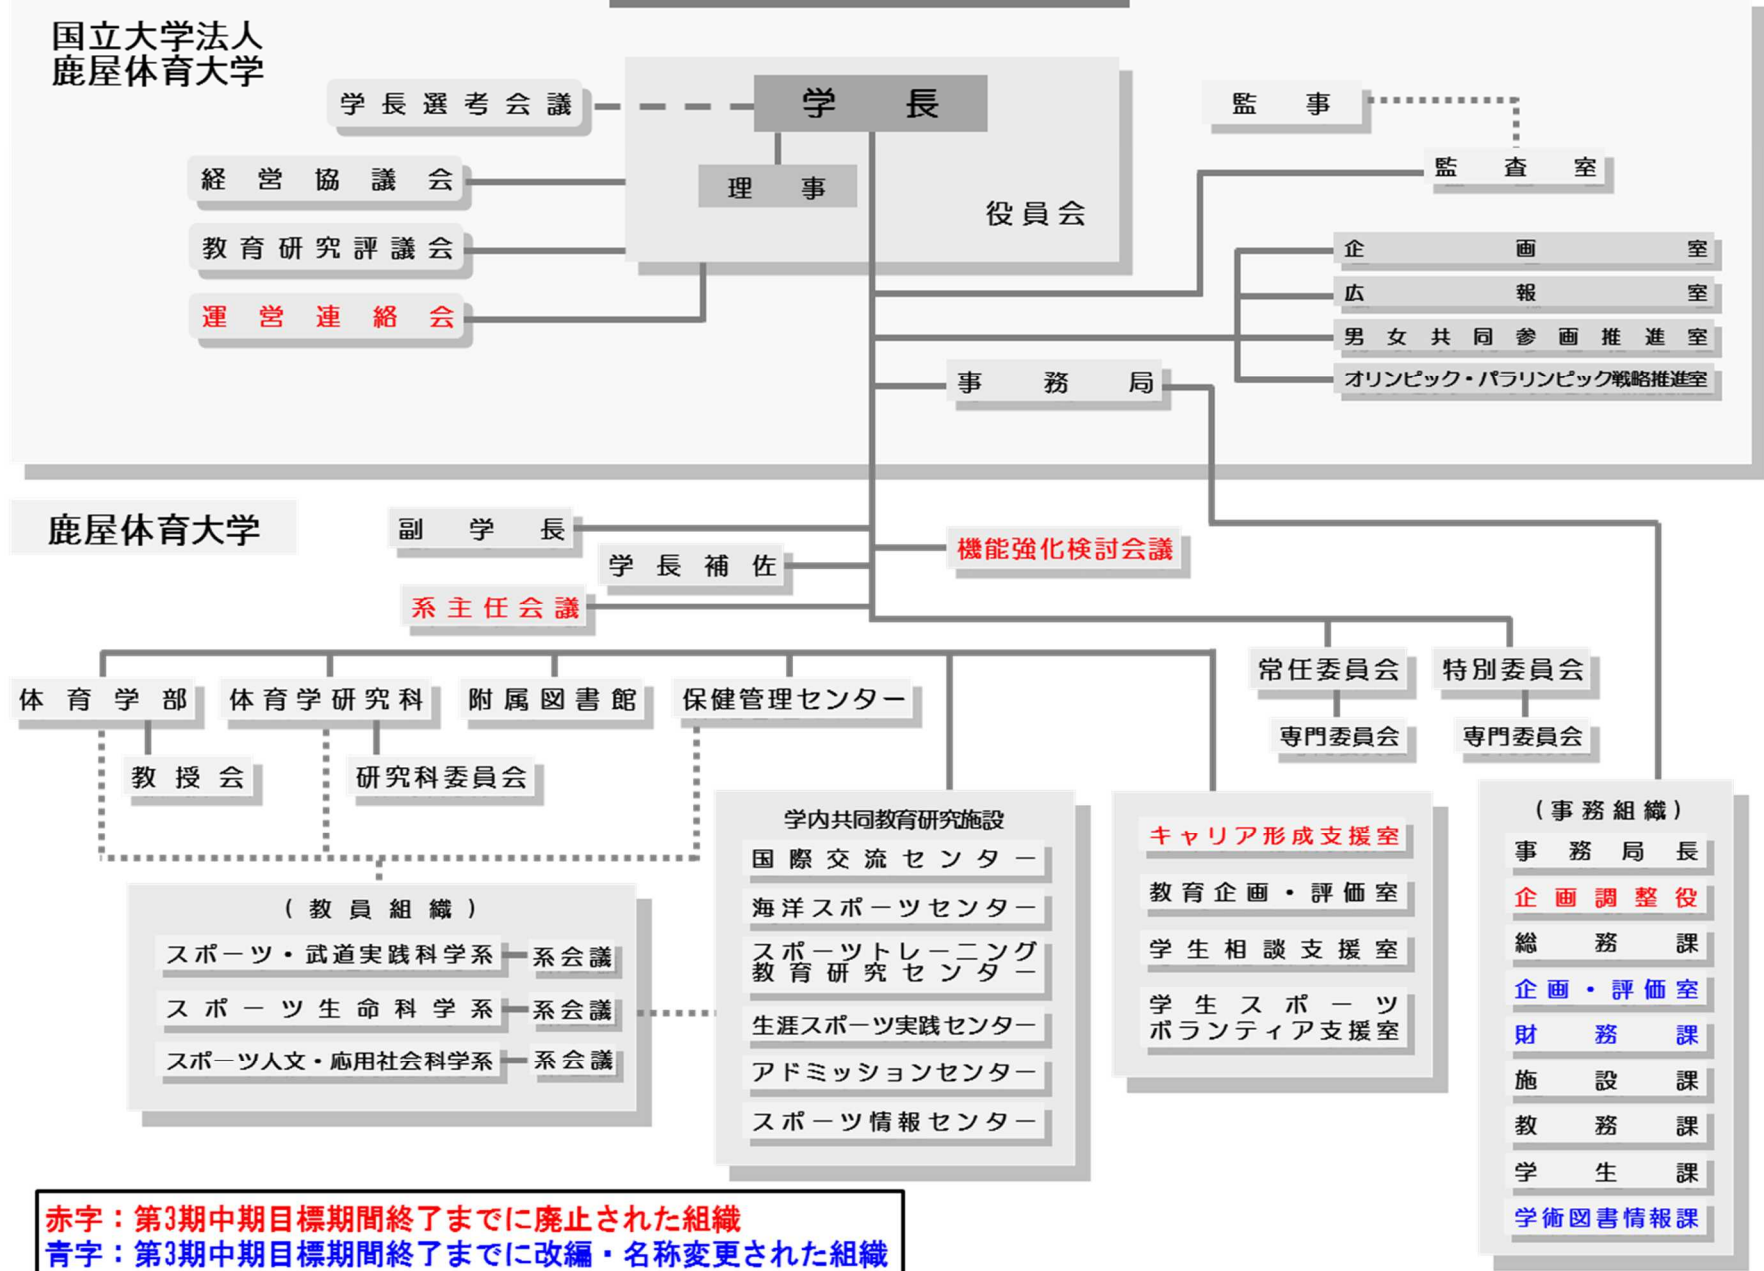 国立大学法人
鹿屋体育大学
学長選考会議
学長
監事
経営協議会
理事
監査室
教育研究評議会
役員会
企画室
広報室
運営連絡会
男女共同参画推進室
事務局
オリンピック・パラリンピック戦略推進室
鹿屋体育大学
副学長
機能強化検討会議
学長補佐
系主任会議
常任委員会
特別委員会
体育学部
体育学研究科
附属図書館
保健管理センター
専門委員会
専門委員会
教授会
研究科委員会
学内共同教育研究施設
国際交流センター
海洋スポーツセンター
スポーツトレーニング
教育研究センター
生涯スポーツ実践センター
アドミッションセンター
スポーツ情報センター
キャリア形成支援室
教育企画・評価室
学生相談支援室
学生スポーツ
ボランティア支援室
(事務組織)
事務局長
企画調整役
総務課
企画・評価室
財務課
施設課
教務課
学生課
学術図書情報課
(教員組織)
スポーツ・武道実践科学系
系会議
スポーツ生命科学系
系会議
スポーツ人文・応用社会科学系
系会議
赤字：第3期中期目標期間終了までに廃止された組織
青字：第3期中期目標期間終了までに改編・名称変更された組織